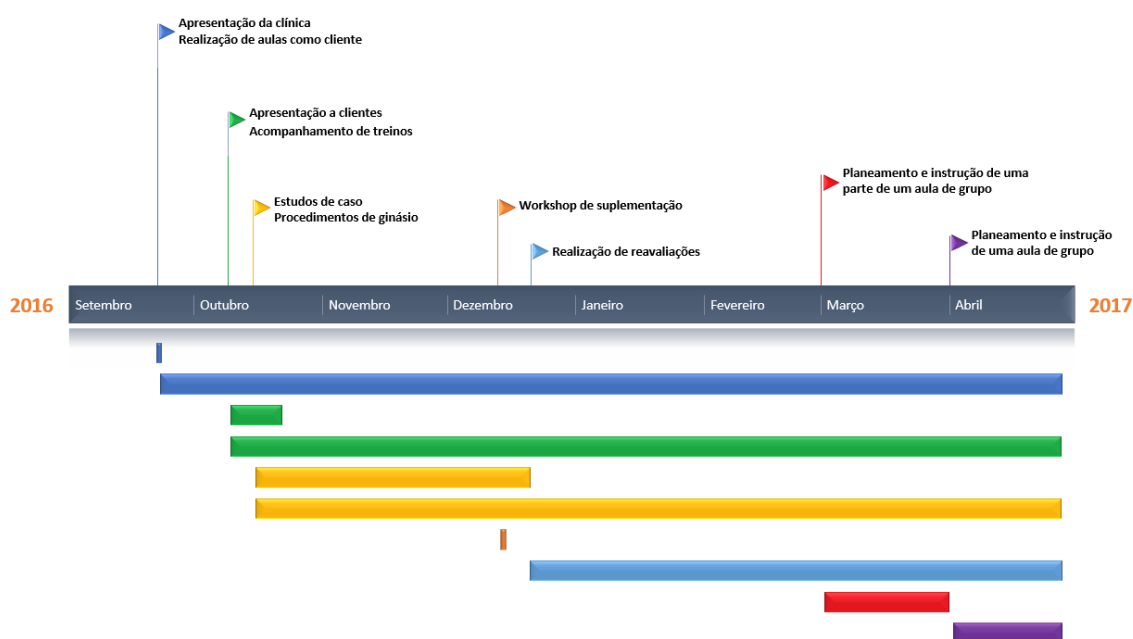 Apresentação da clínica
Realização de aulas como cliente
Apresentação a clientes
Acompanhamento de treinos
Planeamento e instrução de uma
parte de um aula de grupo
Estudos de caso
Procedimentos de ginásio
Workshop de suplementação
Planeamento e instrução
de uma aula de grupo
Realização de reavaliações
2016 Setembro Outubro Novembro Dezembro Janeiro Fevereiro Março Abril 2017